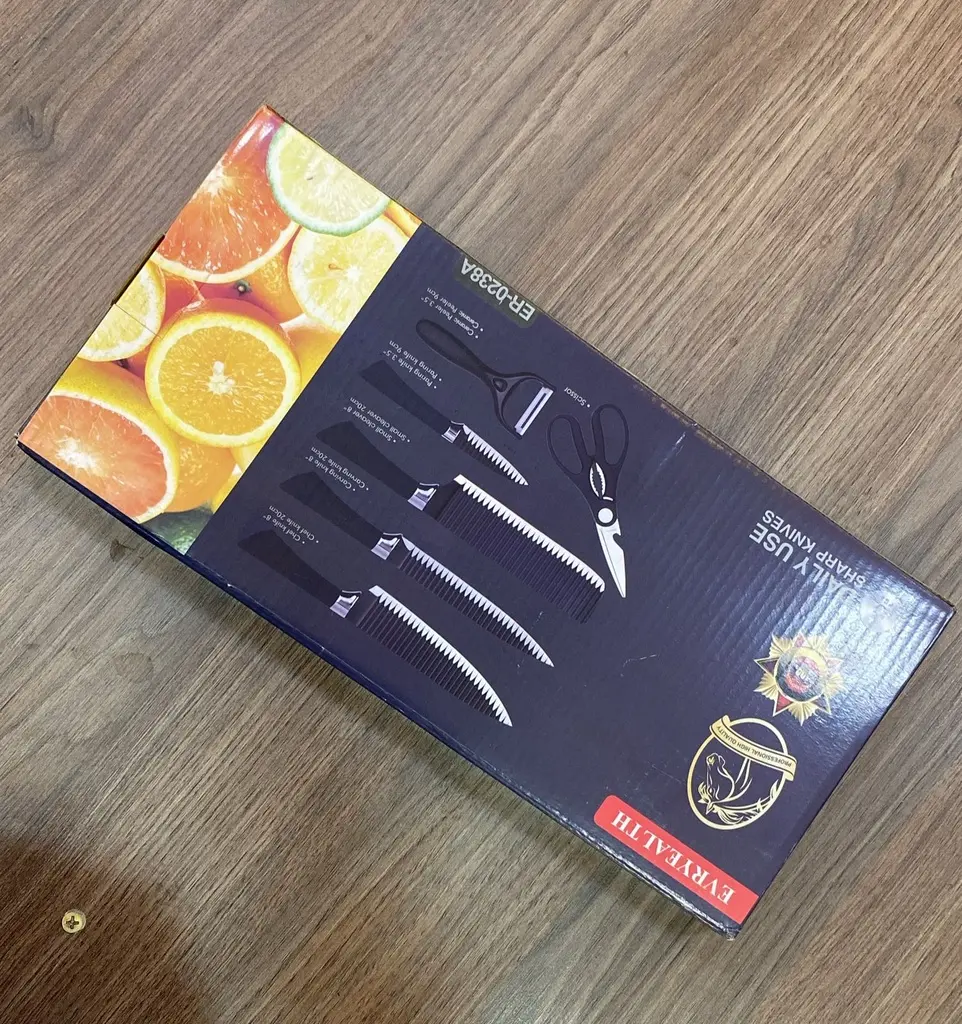 EVRYEALTH
PROFESSIONAL HIGH QUALITY
DAILY USE
SHARP KNIVES
• Scissor
• Chef knife 8"
• Chef knife 20cm
• Carving knife 8"
• Carving knife 20cm
• Small cleaver 8"
• Small cleaver 20cm
• Paring knife 3.5"
• Paring knife 9cm
• Ceramic Peeler 3.5"
• Ceramic Peeler 9cm
ER-0238A